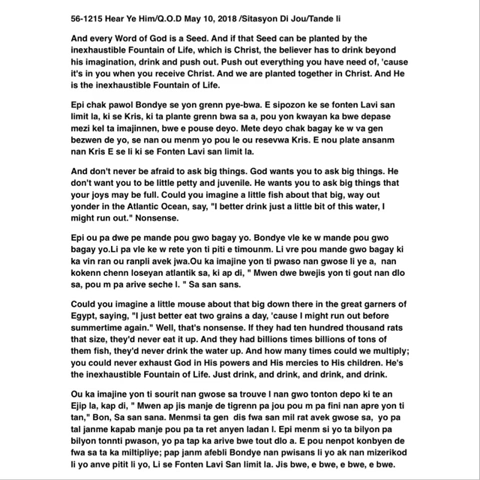 56-1215 Hear Ye Him/Q.O.D May 10, 2018 /Sitasyon Di Jou/Tande li
And every Word of God is a Seed. And if that Seed can be planted by the
inexhaustible Fountain of Life, which is Christ, the believer has to drink beyond
his imagination, drink and push out. Push out everything you have need of, 'cause
it's in you when you receive Christ. And we are planted together in Christ. And He
is the inexhaustible Fountain of Life.
Epi chak pawol Bondye se yon grenn pye-bwa. E sipozon ke se fonten Lavi san
limit la, ki se Kris, ki ta plante grenn bwa sa a, pou yon kwayan ka bwe depase
mezi kel ta imajinnen, bwe e pouse deyo. Mete deyo chak bagay ke w va gen
bezwen de yo, se nan ou menm yo pou le ou resevwa Kris. E nou plate ansanm
nan Kris E se li ki se Fonten Lavi san limit la.
And don't never be afraid to ask big things. God wants you to ask big things. He
don't want you to be little petty and juvenile. He wants you to ask big things that
your joys may be full. Could you imagine a little fish about that big, way out
yonder in the Atlantic Ocean, say, "I better drink just a little bit of this water, I
might run out." Nonsense.
Epi ou pa dwe pe mande pou gwo bagay yo. Bondye vle ke w mande pou gwo
bagay yo.Li pa vle ke w rete yon ti piti e timounm. Li vre pou mande gwo bagay ki
ka vin ran ou ranpli avek jwa.Ou ka imajine yon ti pwaso nan gwose li ye a, nan
kokenn chenn loseyan atlantik sa, ki ap di, " Mwen dwe bwejis yon ti gout nan dlo
sa, pou m pa arive seche l. " Sa san sans.
Could you imagine a little mouse about that big down there in the great garners of
Egypt, saying, "I just better eat two grains a day, 'cause I might run out before
summertime again." Well, that's nonsense. If they had ten hundred thousand rats
that size, they'd never eat it up. And they had billions times billions of tons of
them fish, they'd never drink the water up. And how many times could we multiply;
you could never exhaust God in His powers and His mercies to His children. He's
the inexhaustible Fountain of Life. Just drink, and drink, and drink, and drink.
Ou ka imajine yon ti sourit nan gwose sa trouve l nan gwo tonton depo ki te an
Ejip la, kap di, " Mwen ap jis manje de tigrenn pa jou pou m pa fini nan apre yon ti
tan," Bon, Sa san sana. Menmsi ta gen dis fwa san mil rat avek gwose sa, yo pa
tal janme kapab manje pou pa ta ret anyen ladan l. Epi menm si yo ta bilyon pa
bilyon tonnti pwason, yo pa tap ka arive bwe tout dlo a. E pou nenpot konbyen de
fwa sa ta ka miltipliye; pap janm afebli Bondye nan pwisans li yo ak nan mizerikod
li yo anve pitit li yo, Li se Fonten Lavi San limit la. Jis bwe, e bwe, e bwe, e bwe.